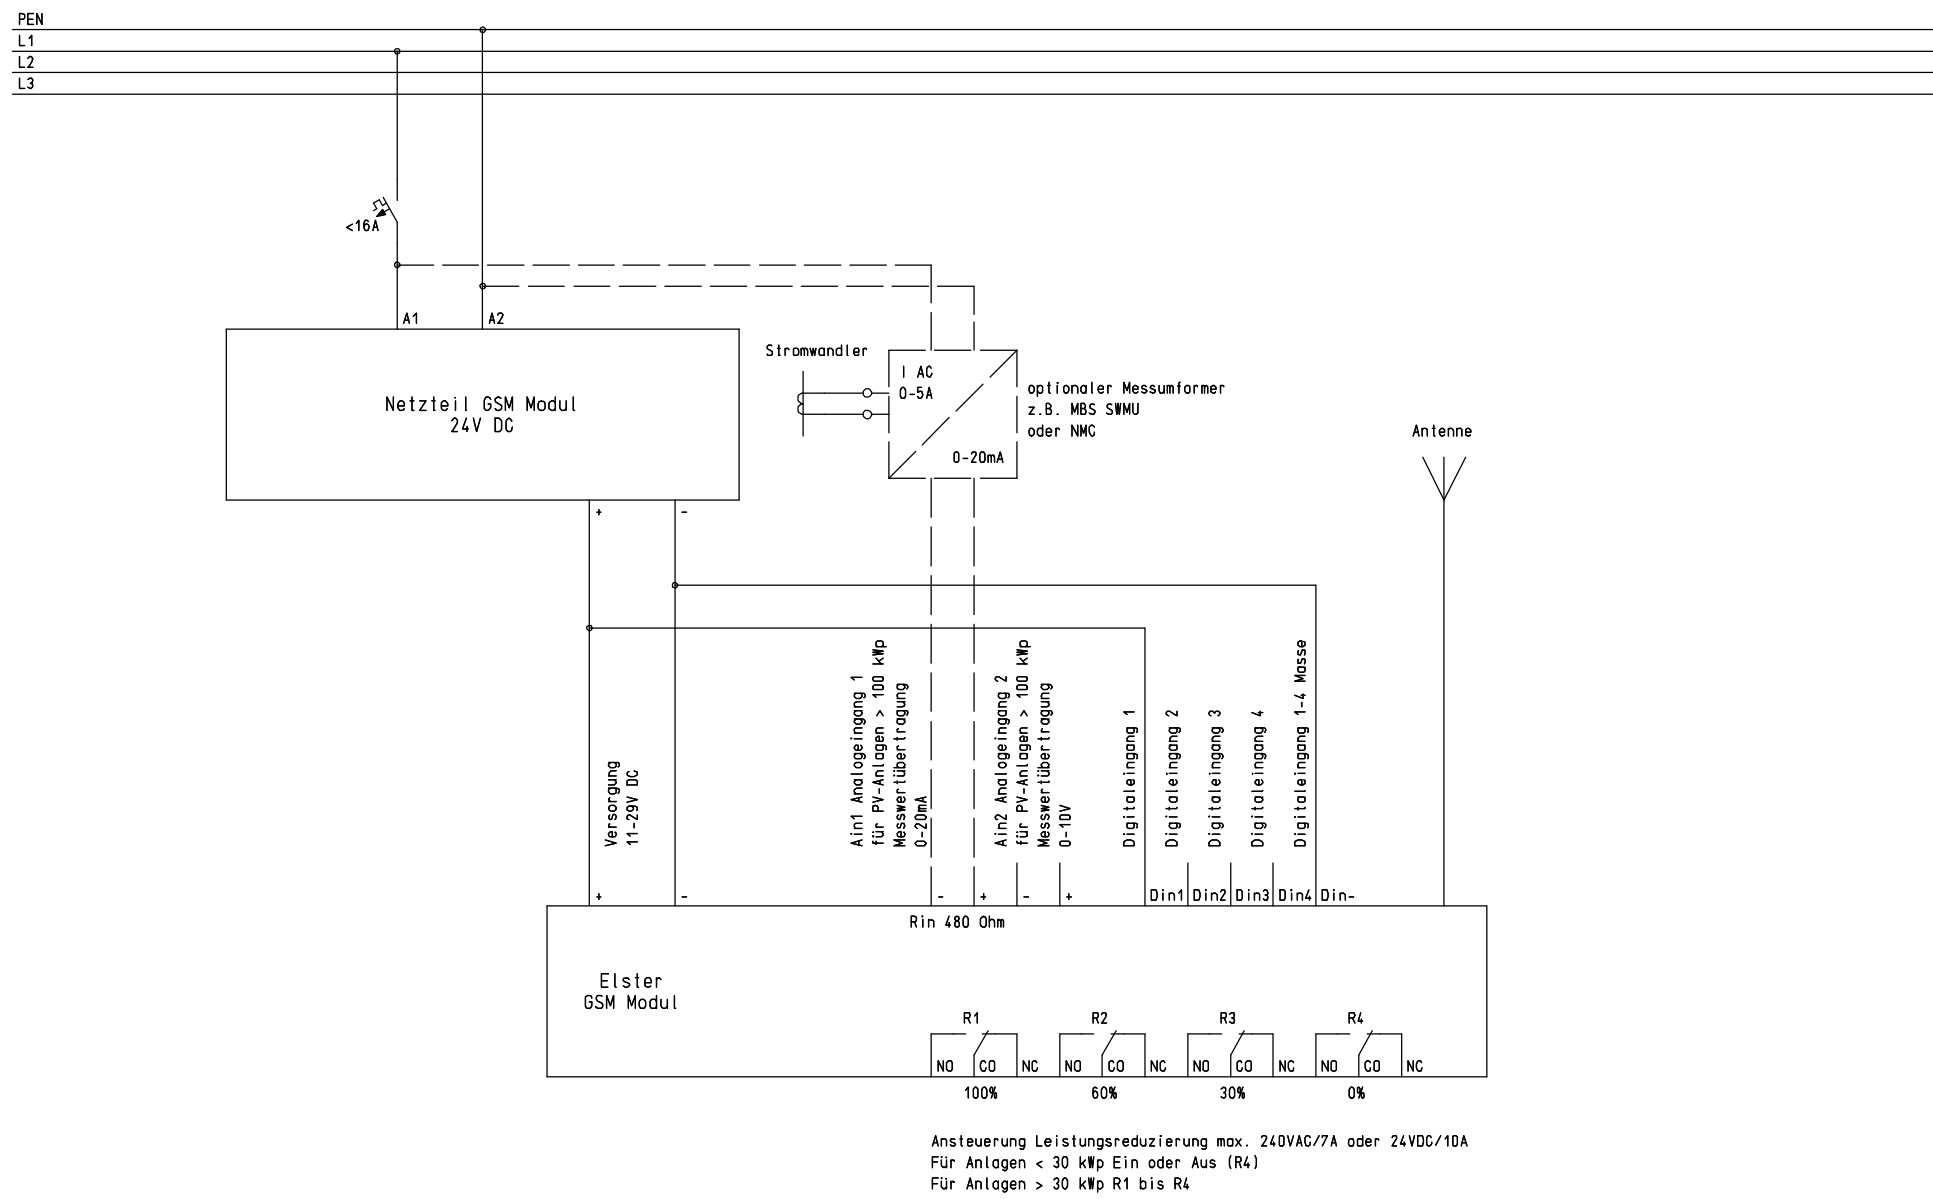 PEN
L1
L2
L3
<16A
A1
A2
Netzteil GSM Modul
24V DC
Stromwandler
I AC
0-5A
0-20mA
optionaler Messumformer
z.B. MBS SWMU
oder NMC
Antenne
+
-
Versorgung
11-29V DC
Ain1 Analogeingang 1
für PV-Anlagen > 100 kWp
Messwertübertragung
0-20mA
Ain2 Analogeingang 2
für PV-Anlagen > 100 kWp
Messwertübertragung
0-10V
Digitaleingang 1
Digitaleingang 2
Digitaleingang 3
Digitaleingang 4
Digitaleingang 1-4 Masse
+
-
-
+
-
+
Din1
Din2
Din3
Din4
Din-
Rin 480 Ohm
Elster
GSM Modul
R1
R2
R3
R4
NO
CO
NC
NO
CO
NC
NO
CO
NC
NO
CO
NC
100%
60%
30%
0%
Ansteuerung Leistungsreduzierung max. 240VAC/7A oder 24VDC/10A
Für Anlagen < 30 kWp Ein oder Aus (R4)
Für Anlagen > 30 kWp R1 bis R4